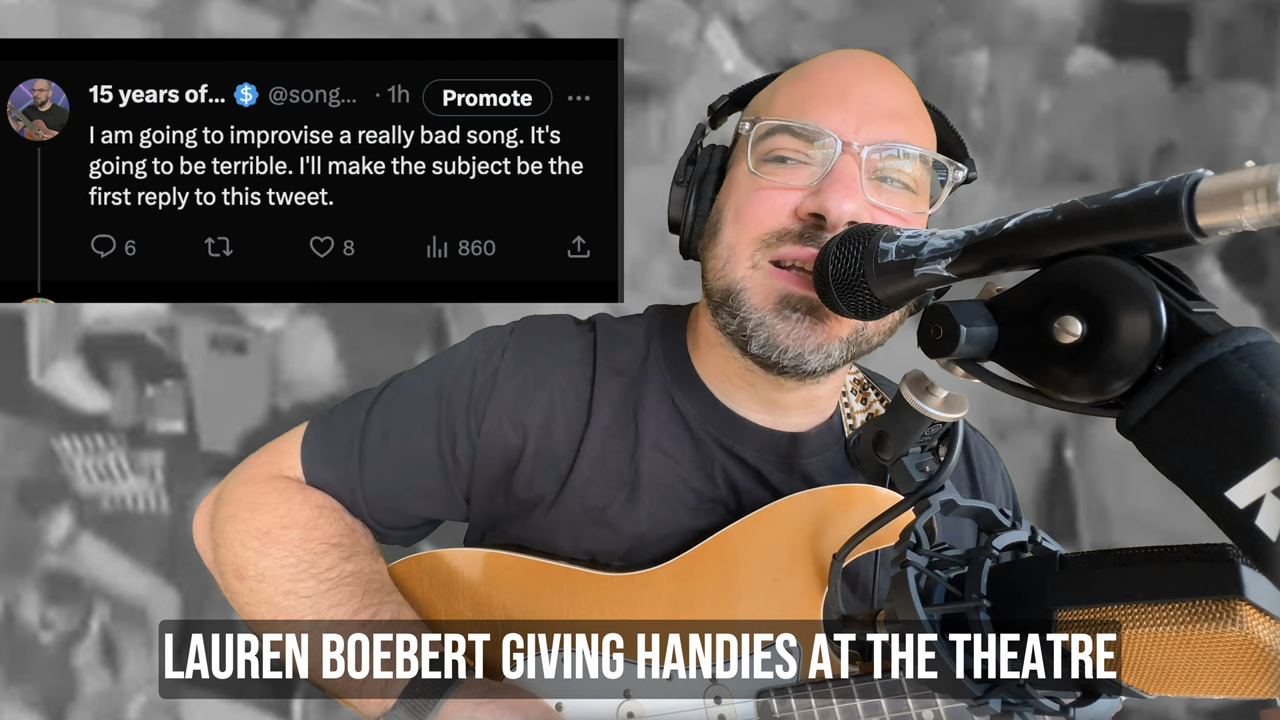 15 years of... @song... · 1h Promote ...
I am going to improvise a really bad song. It's
going to be terrible. I'll make the subject be the
first reply to this tweet.
6 8 860
LAUREN BOEBERT GIVING HANDIES AT THE THEATRE